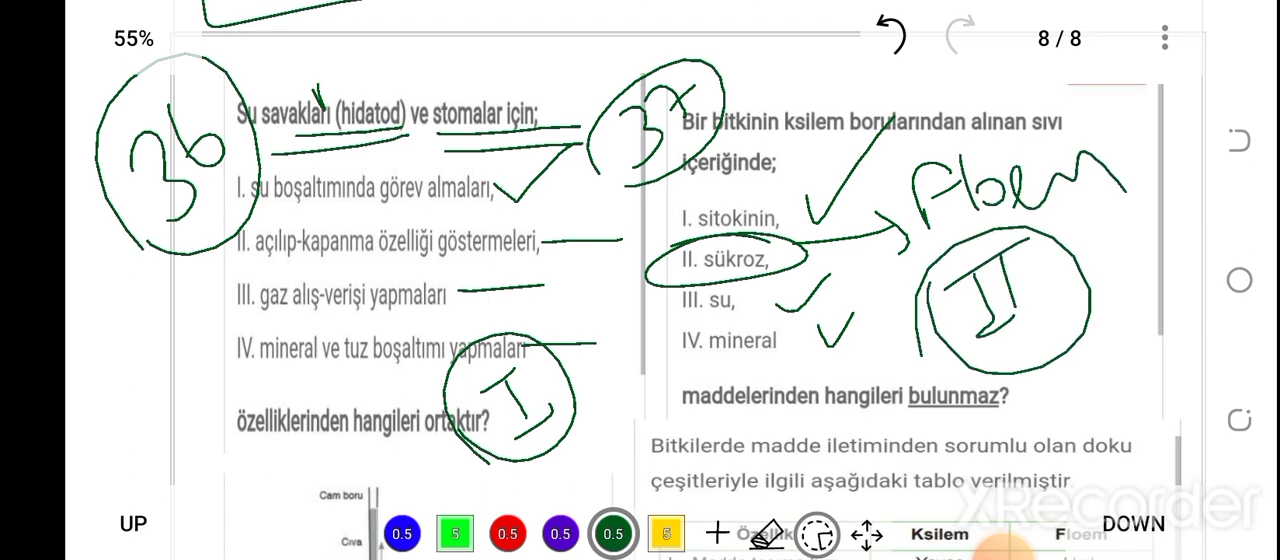 55%
8 / 8
36
Su savakları (hidatod) ve stomalar için;
I. su boşaltımında görev almaları,
II. açılıp-kapanma özelliği göstermeleri,
III. gaz alış-verişi yapmaları
IV. mineral ve tuz boşaltımı yapmaları
I
özelliklerinden hangileri ortaktır?
Cam boru
Cıva
37
Bir bitkinin ksilem borularından alınan sıvı
içeriğinde;
Floem
I. sitokinin,
II. sükroz,
II
III. su,
IV. mineral
maddelerinden hangileri bulunmaz?
Bitkilerde madde iletiminden sorumlu olan doku
çeşitleriyle ilgili aşağıdaki tablo verilmiştir.
XRecorder
Özellik Ksilem Floem
UP
0.5 5 0.5 0.5 0.5 5
DOWN